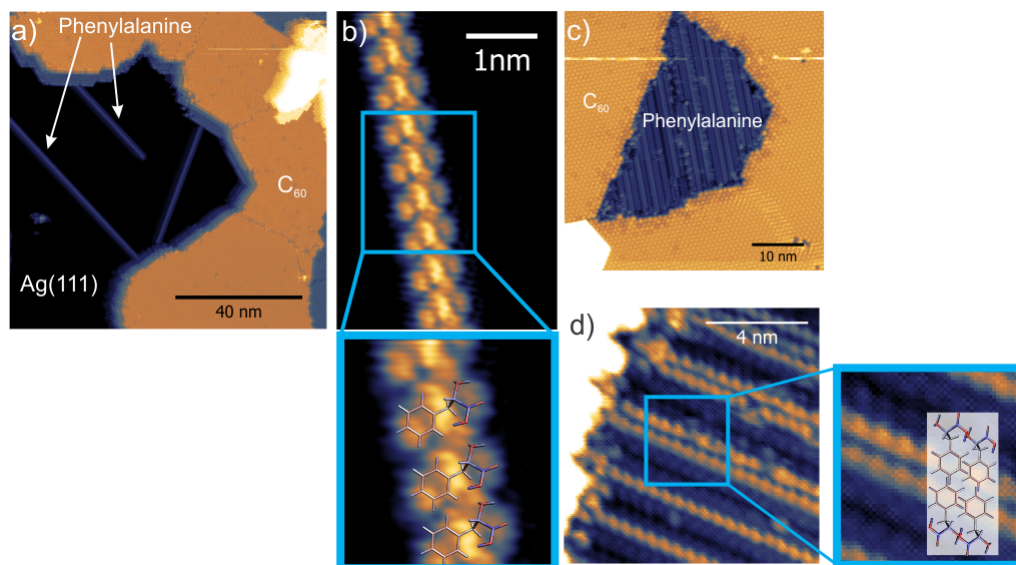 a)
Phenylalanine
C60
Ag(111)
40 nm
b)
1nm
c)
C60
Phenylalanine
10 nm
d)
4 nm